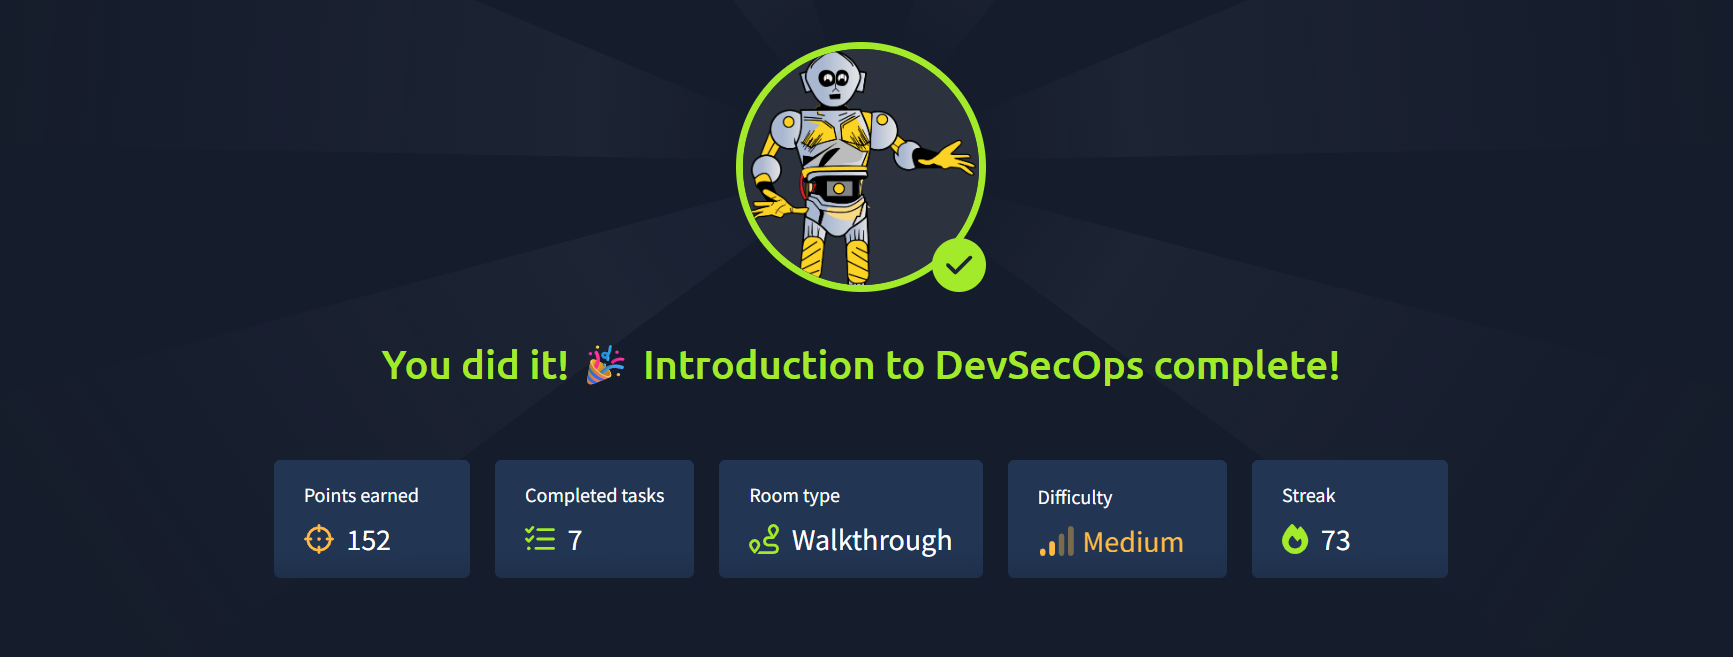 You did it! 🎉 Introduction to DevSecOps complete!
Points earned
152
Completed tasks
7
Room type
Walkthrough
Difficulty
Medium
Streak
73